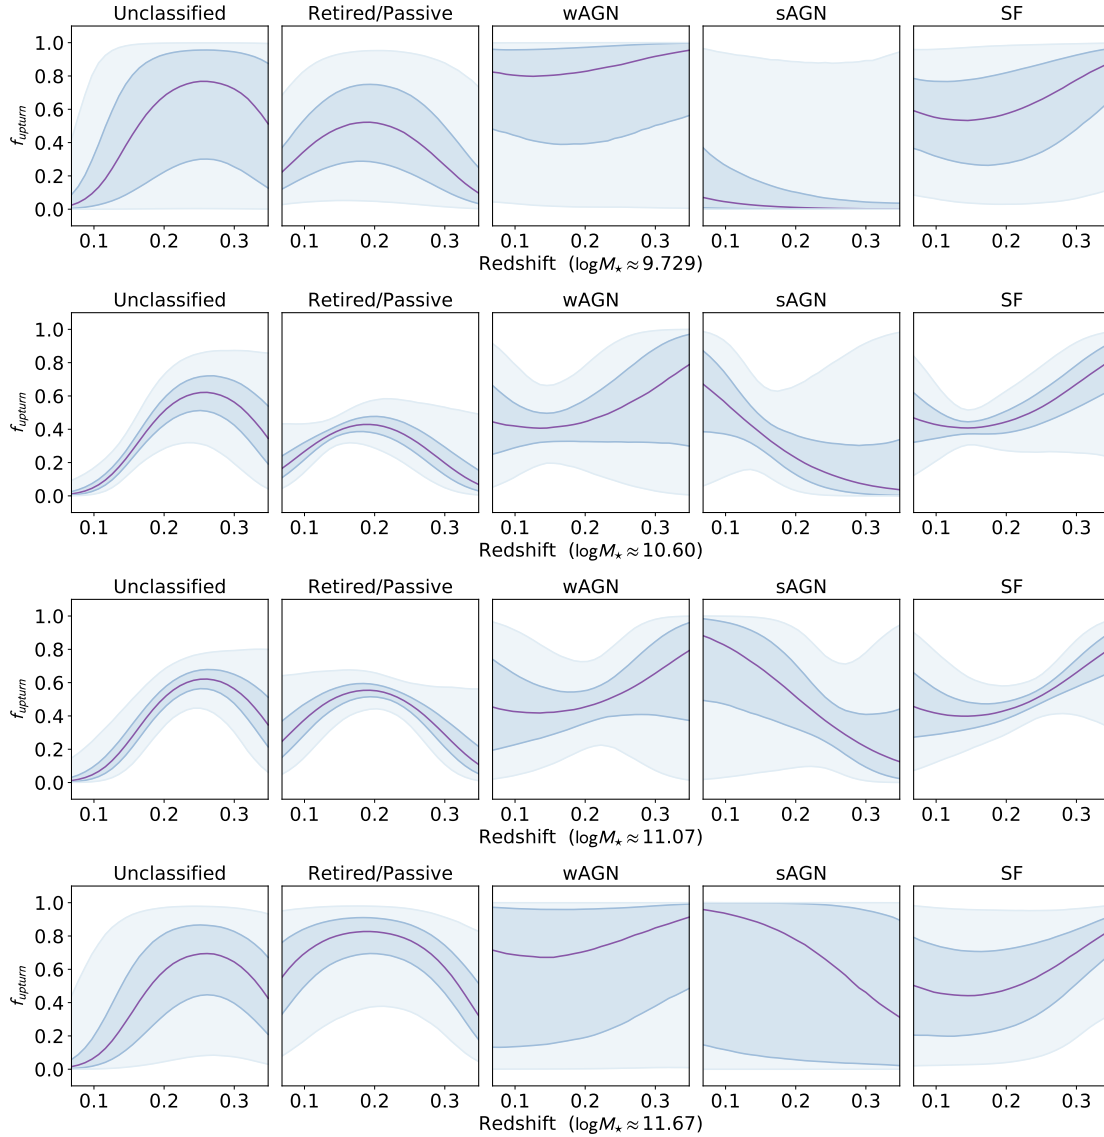 Unclassified Retired/Passive wAGN sAGN SF
1.0
0.8
0.6
0.4
0.2
0.0
f_upturn
0.1 0.2 0.3 0.1 0.2 0.3 0.1 0.2 0.3 0.1 0.2 0.3 0.1 0.2 0.3
Redshift (logM⋆ ≈ 9.729)
Unclassified Retired/Passive wAGN sAGN SF
1.0
0.8
0.6
0.4
0.2
0.0
f_upturn
0.1 0.2 0.3 0.1 0.2 0.3 0.1 0.2 0.3 0.1 0.2 0.3 0.1 0.2 0.3
Redshift (logM⋆ ≈ 10.60)
Unclassified Retired/Passive wAGN sAGN SF
1.0
0.8
0.6
0.4
0.2
0.0
f_upturn
0.1 0.2 0.3 0.1 0.2 0.3 0.1 0.2 0.3 0.1 0.2 0.3 0.1 0.2 0.3
Redshift (logM⋆ ≈ 11.07)
Unclassified Retired/Passive wAGN sAGN SF
1.0
0.8
0.6
0.4
0.2
0.0
f_upturn
0.1 0.2 0.3 0.1 0.2 0.3 0.1 0.2 0.3 0.1 0.2 0.3 0.1 0.2 0.3
Redshift (logM⋆ ≈ 11.67)